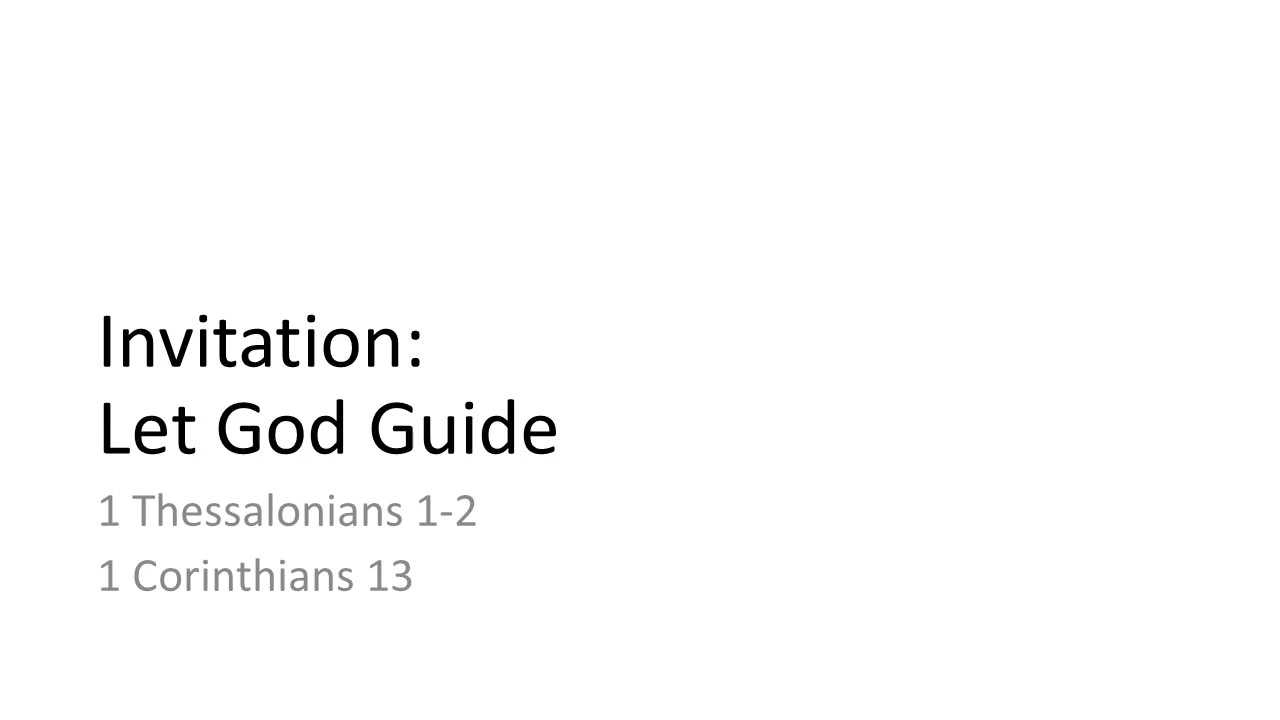 Invitation:
Let God Guide
1 Thessalonians 1-2
1 Corinthians 13